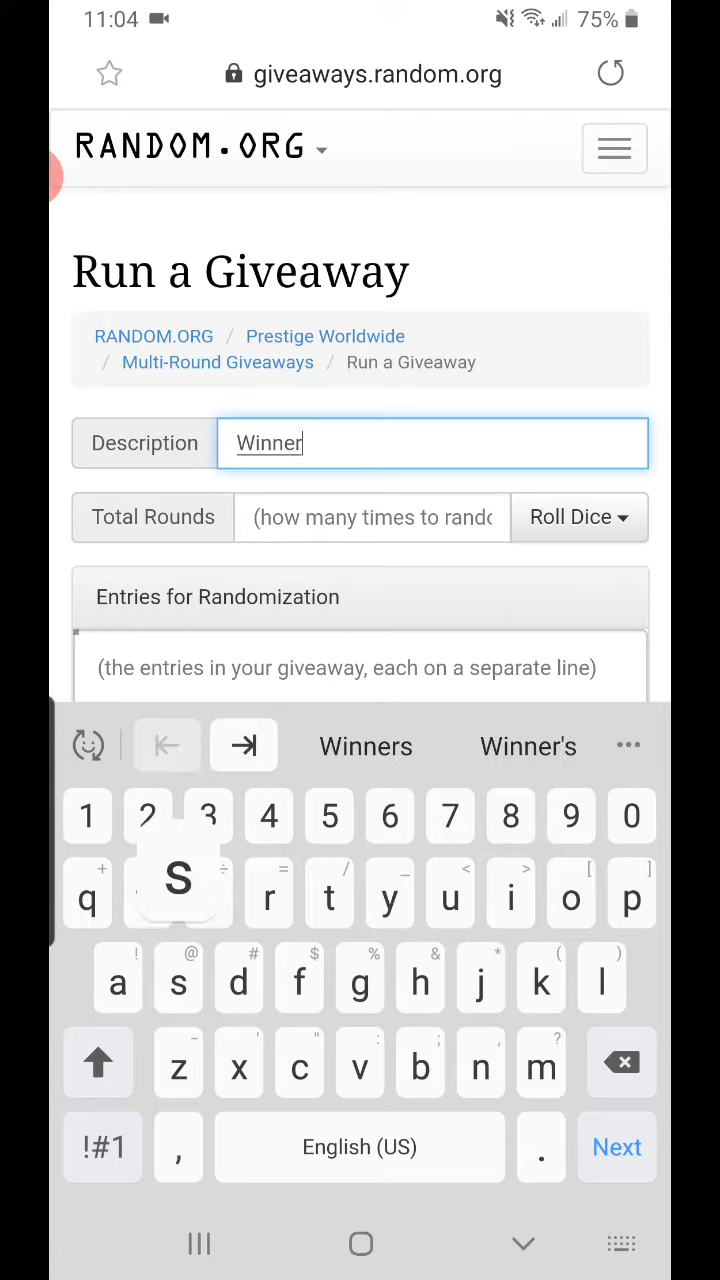 11:04 75%
giveaways.random.org
RANDOM.ORG
Run a Giveaway
RANDOM.ORG / Prestige Worldwide
/ Multi-Round Giveaways / Run a Giveaway
Description Winner
Total Rounds (how many times to rando Roll Dice
Entries for Randomization
(the entries in your giveaway, each on a separate line)
Winners Winner's ...
1 2 3 4 5 6 7 8 9 0
+ ÷ = / _ < > [ ]
q s r t y u i o p
! @ # $ % & * ( )
a s d f g h j k l
- ' " : ; , ?
z x c v b n m
!#1 , English (US) . Next